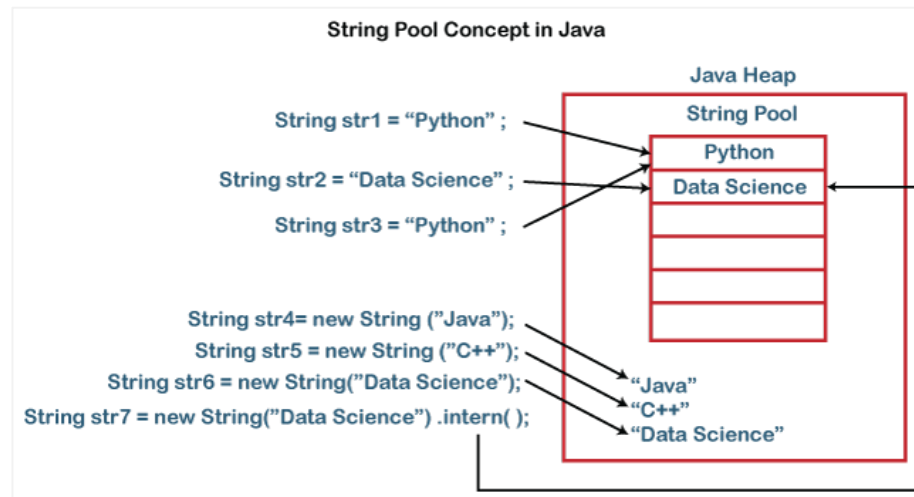 String Pool Concept in Java
Java Heap
String Pool
String str1 = “Python” ;
Python
String str2 = “Data Science” ;
Data Science
String str3 = “Python” ;
String str4= new String (”Java”);
String str5 = new String (”C++”);
String str6 = new String(”Data Science”);
String str7 = new String(”Data Science”) .intern( );
“Java”
“C++”
“Data Science”